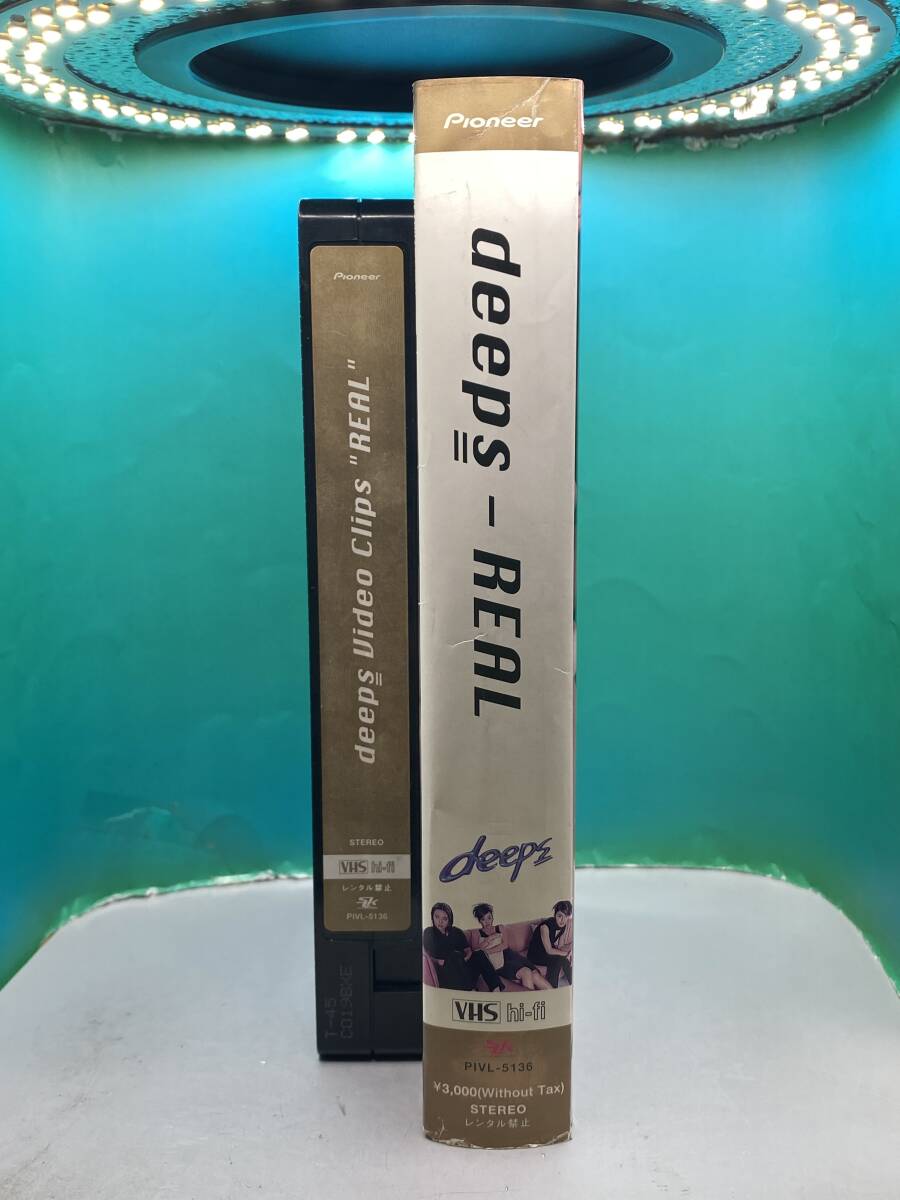 Pioneer
deeps Video Clips "REAL"
STEREO
VHS hi-fi
レンタル禁止
PIVL-5136
T-45
C0198KE
Pioneer
deeps - REAL
deeps
VHS hi-fi
PIVL-5136
¥3,000(Without Tax)
STEREO
レンタル禁止